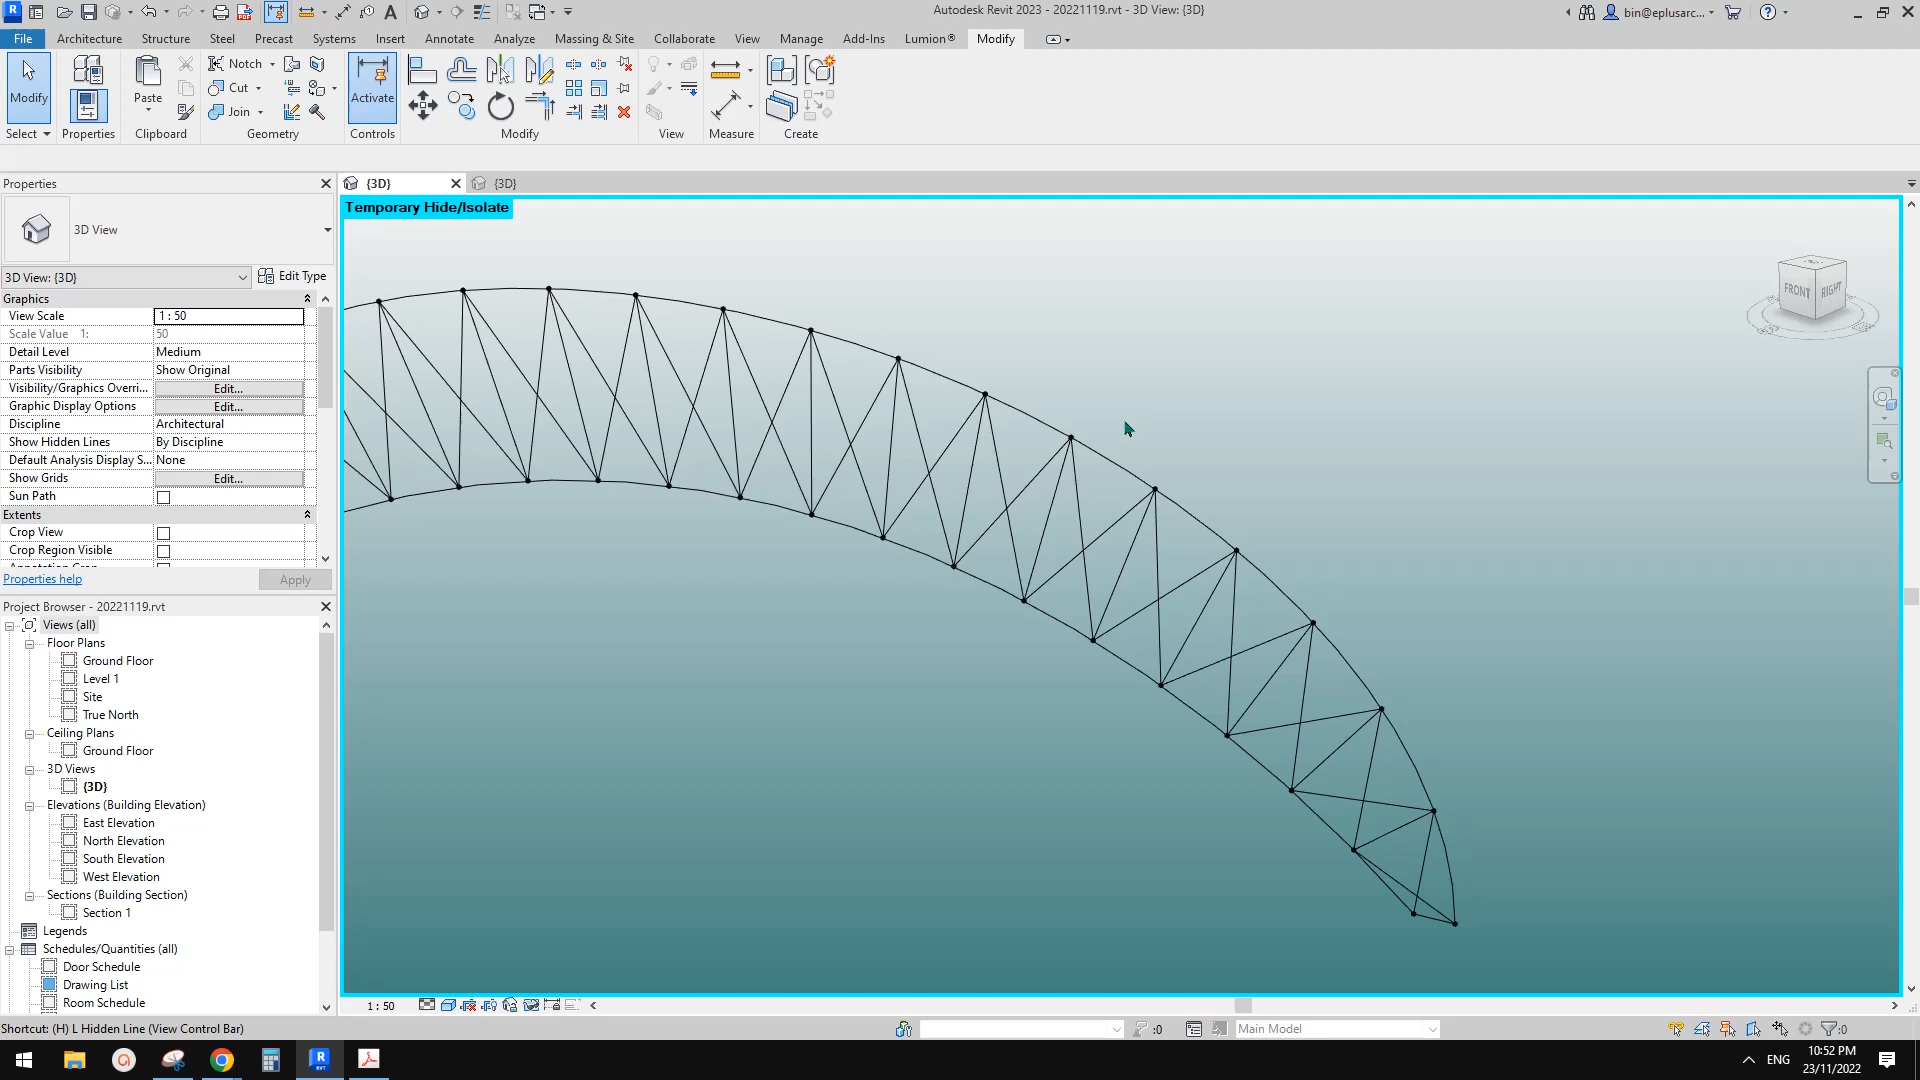 Autodesk Revit 2023 - 20221119.rvt - 3D View: {3D}
bin@eplusarc...
File
Architecture
Structure
Steel
Precast
Systems
Insert
Annotate
Analyze
Massing & Site
Collaborate
View
Manage
Add-Ins
Lumion®
Modify
Modify
Paste
Notch
Cut
Join
Activate
Select
Properties
Clipboard
Geometry
Controls
Modify
View
Measure
Create
Properties
{3D}
{3D}
Temporary Hide/Isolate
FRONT
RIGHT
3D View
3D View: {3D}
Edit Type
Graphics
View Scale
1 : 50
Scale Value 1:
50
Detail Level
Medium
Parts Visibility
Show Original
Visibility/Graphics Overri...
Edit...
Graphic Display Options
Edit...
Discipline
Architectural
Show Hidden Lines
By Discipline
Default Analysis Display S...
None
Show Grids
Edit...
Sun Path
Extents
Crop View
Crop Region Visible
Properties help
Apply
Project Browser - 20221119.rvt
Views (all)
Floor Plans
Ground Floor
Level 1
Site
True North
Ceiling Plans
Ground Floor
3D Views
{3D}
Elevations (Building Elevation)
East Elevation
North Elevation
South Elevation
West Elevation
Sections (Building Section)
Section 1
Legends
Schedules/Quantities (all)
Door Schedule
Drawing List
Room Schedule
1 : 50
Shortcut: (H) L Hidden Line (View Control Bar)
:0
Main Model
:0
ENG
10:52 PM
23/11/2022